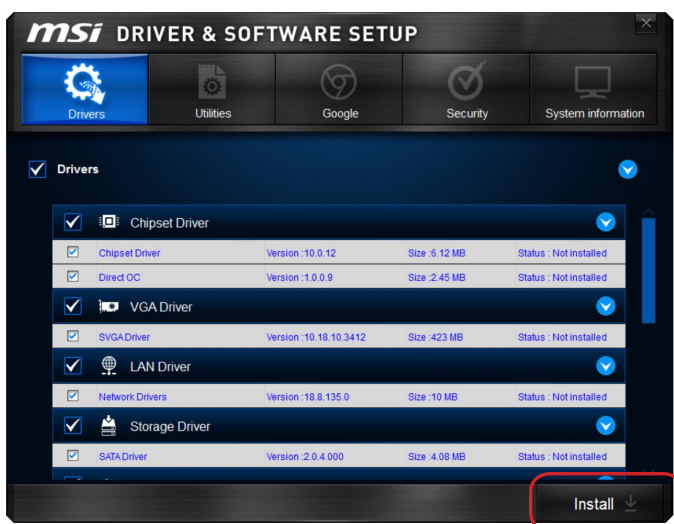 msi DRIVER & SOFTWARE SETUP
Drivers Utilities Google Security System information
Drivers
Chipset Driver
Chipset Driver Version :10.0.12 Size :6.12 MB Status : Not installed
Direct OC Version :1.0.0.9 Size :2.45 MB Status : Not installed
VGA Driver
SVGA Driver Version :10.18.10.3412 Size :423 MB Status : Not installed
LAN Driver
Network Drivers Version :18.8.135.0 Size :10 MB Status : Not installed
Storage Driver
SATA Driver Version :2.0.4.000 Size :4.08 MB Status : Not installed
Install